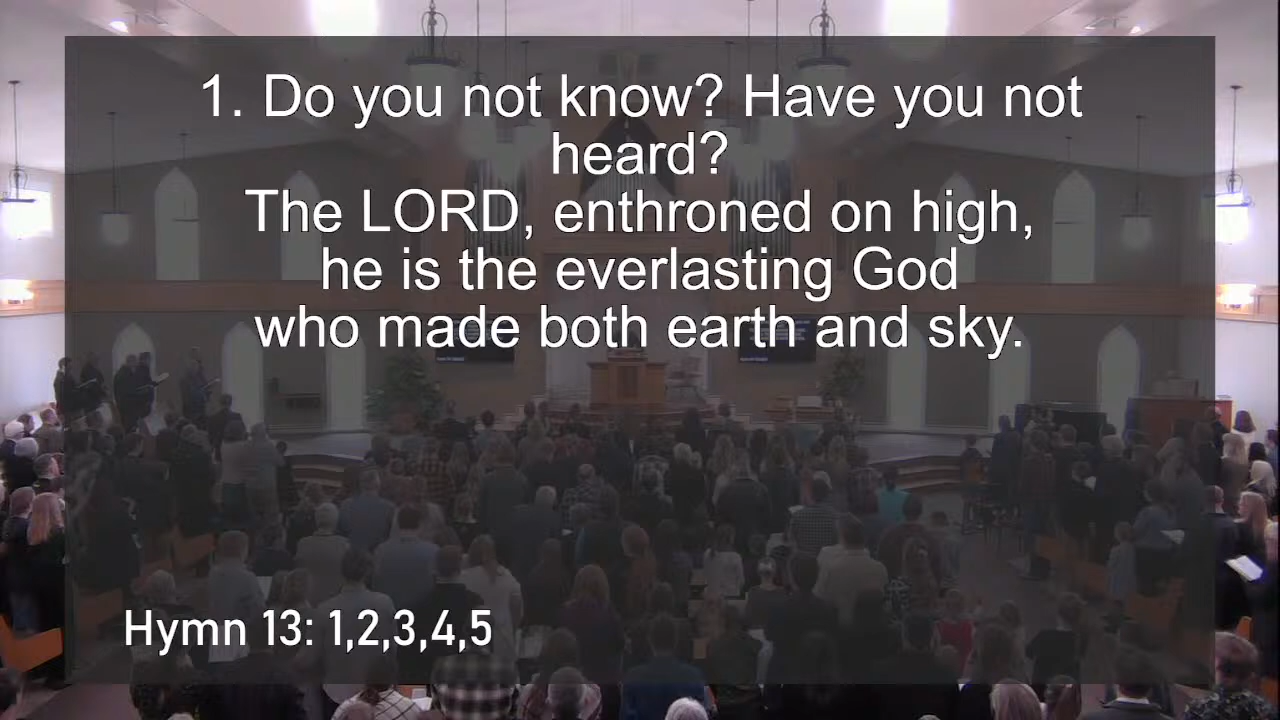 1. Do you not know? Have you not
heard?
The LORD, enthroned on high,
he is the everlasting God
who made both earth and sky.
Hymn 13: 1,2,3,4,5